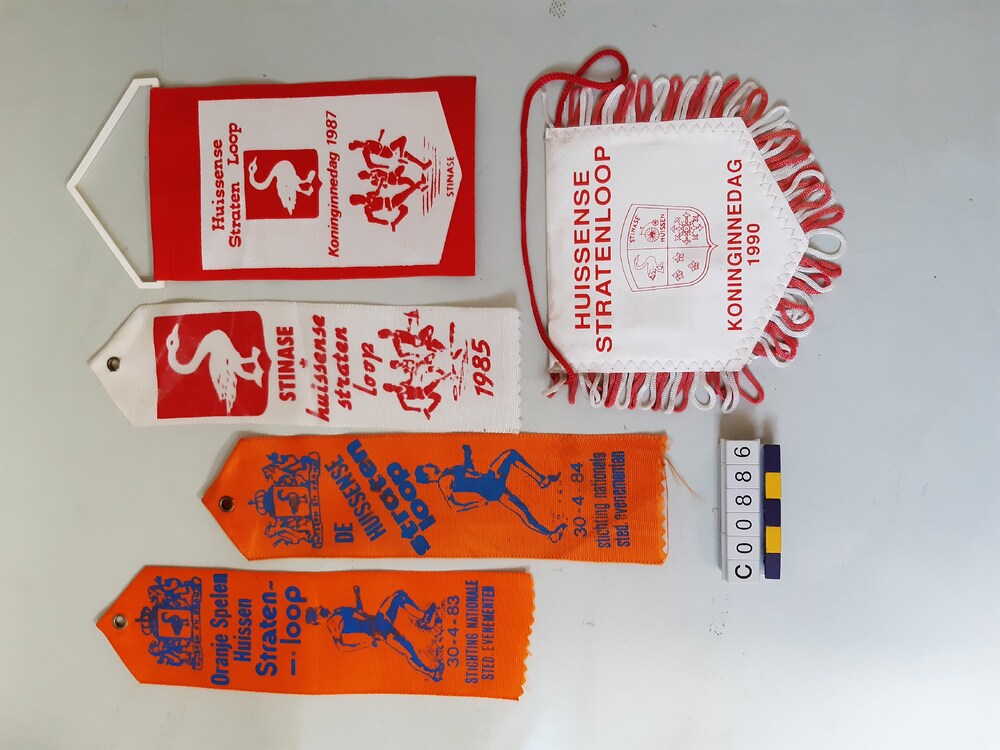 Huissense
Straten Loop
Koninginnedag 1987
STINASE
HUISSENSE
STRATENLOOP
STINASE
HUISSEN
KONINGINNEDAG
1990
STINASE
huissense
straten
loop
1985
DE
HUISSENSE
straten
loop
30-4-84
stichting nationele
sted. evenementen
Oranje Spelen
Huissen
Straten-
-loop
30-4-83
STICHTING NATIONALE
STED. EVENEMENTEN
C00886